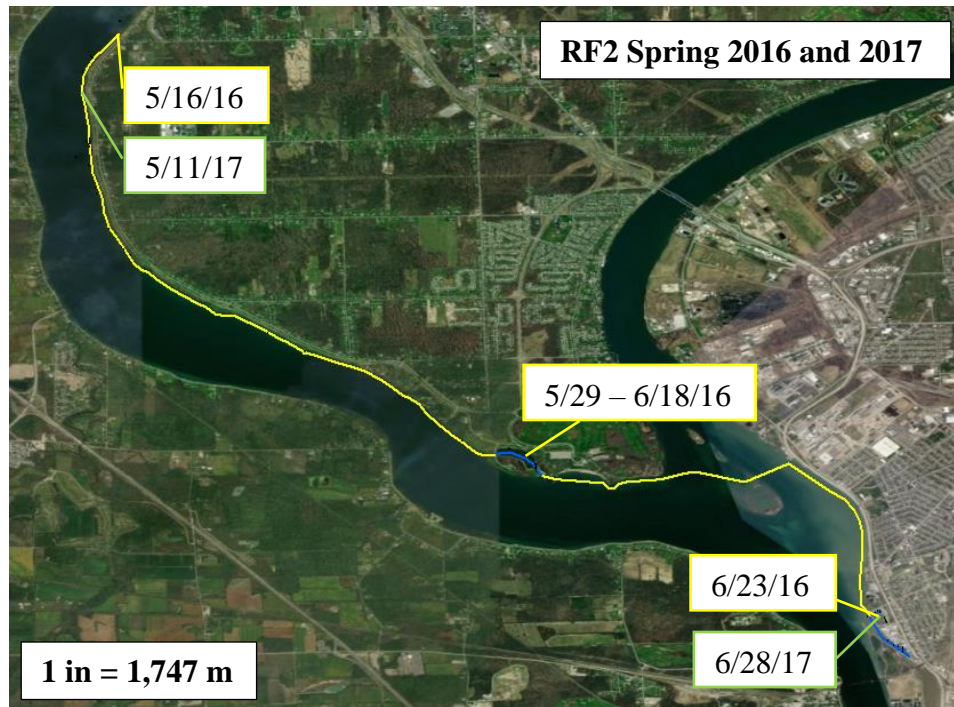 RF2 Spring 2016 and 2017
5/16/16
5/11/17
5/29 – 6/18/16
6/23/16
6/28/17
1 in = 1,747 m